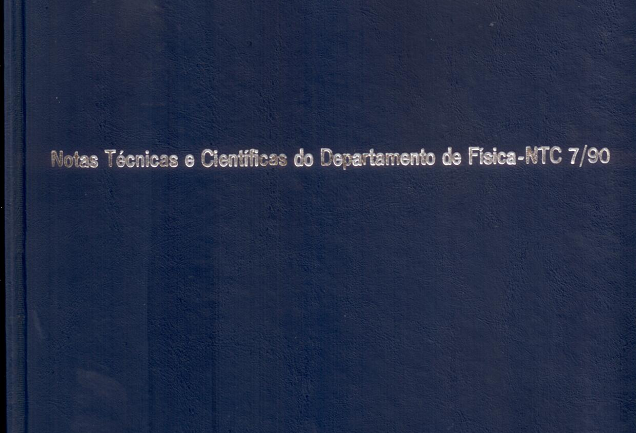 Notas Técnicas e Científicas do Departamento de Física-NTC 7/90